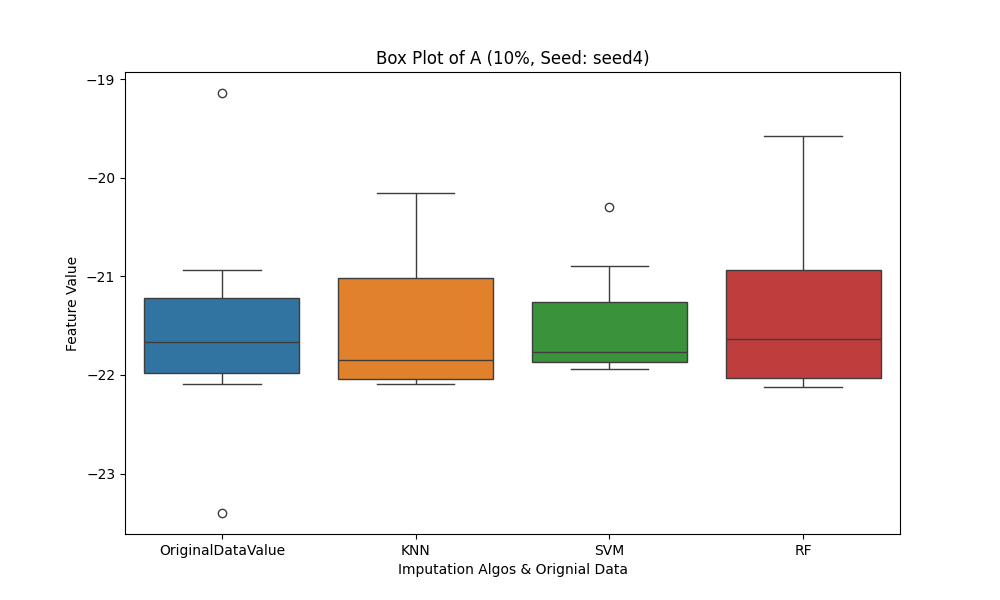 Box Plot of A (10%, Seed: seed4)
Feature Value
−19
−20
−21
−22
−23
OriginalDataValue KNN SVM RF
Imputation Algos & Orignial Data